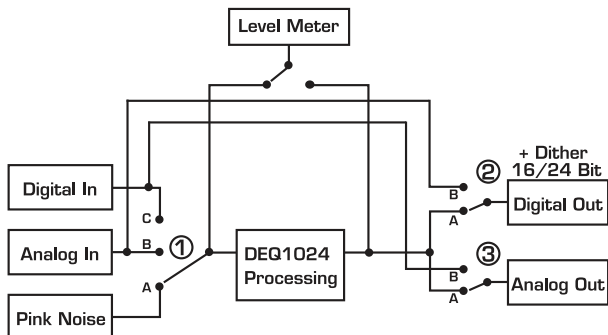 Level Meter
+ Dither
16/24 Bit
②
B
Digital In
Digital Out
A
C
①
③
Analog In
B
DEQ1024
Processing
B
Analog Out
A
A
Pink Noise